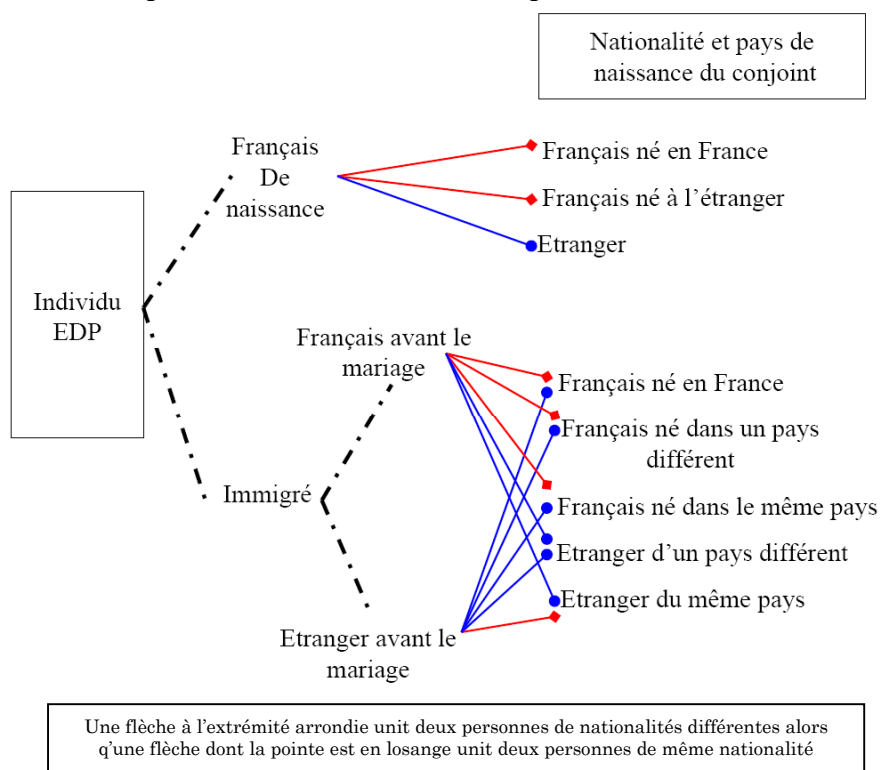 Nationalité et pays de
naissance du conjoint
Français
De
naissance
Français né en France
Français né à l'étranger
Etranger
Individu
EDP
Français avant le
mariage
Français né en France
Français né dans un pays
différent
Immigré
Français né dans le même pays
Etranger d'un pays différent
Etranger du même pays
Etranger avant le
mariage
Une flèche à l'extrémité arrondie unit deux personnes de nationalités différentes alors
q'une flèche dont la pointe est en losange unit deux personnes de même nationalité